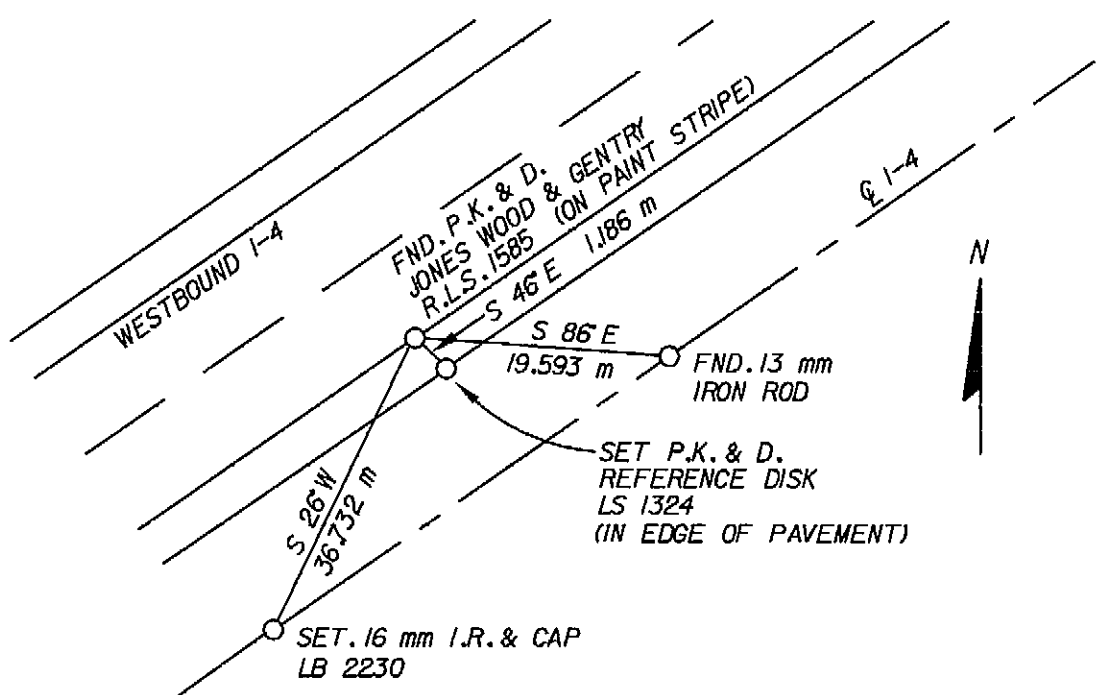 WESTBOUND I-4
FND. P.K. & D.
JONES WOOD & GENTRY
R.L.S. 1585 (ON PAINT STRIPE)
S 46° E 1.186 m
℄ I-4
N
S 86° E
19.593 m
FND. 13 mm
IRON ROD
SET P.K. & D.
REFERENCE DISK
LS 1324
(IN EDGE OF PAVEMENT)
S 26° W
36.732 m
SET. 16 mm I.R. & CAP
LB 2230